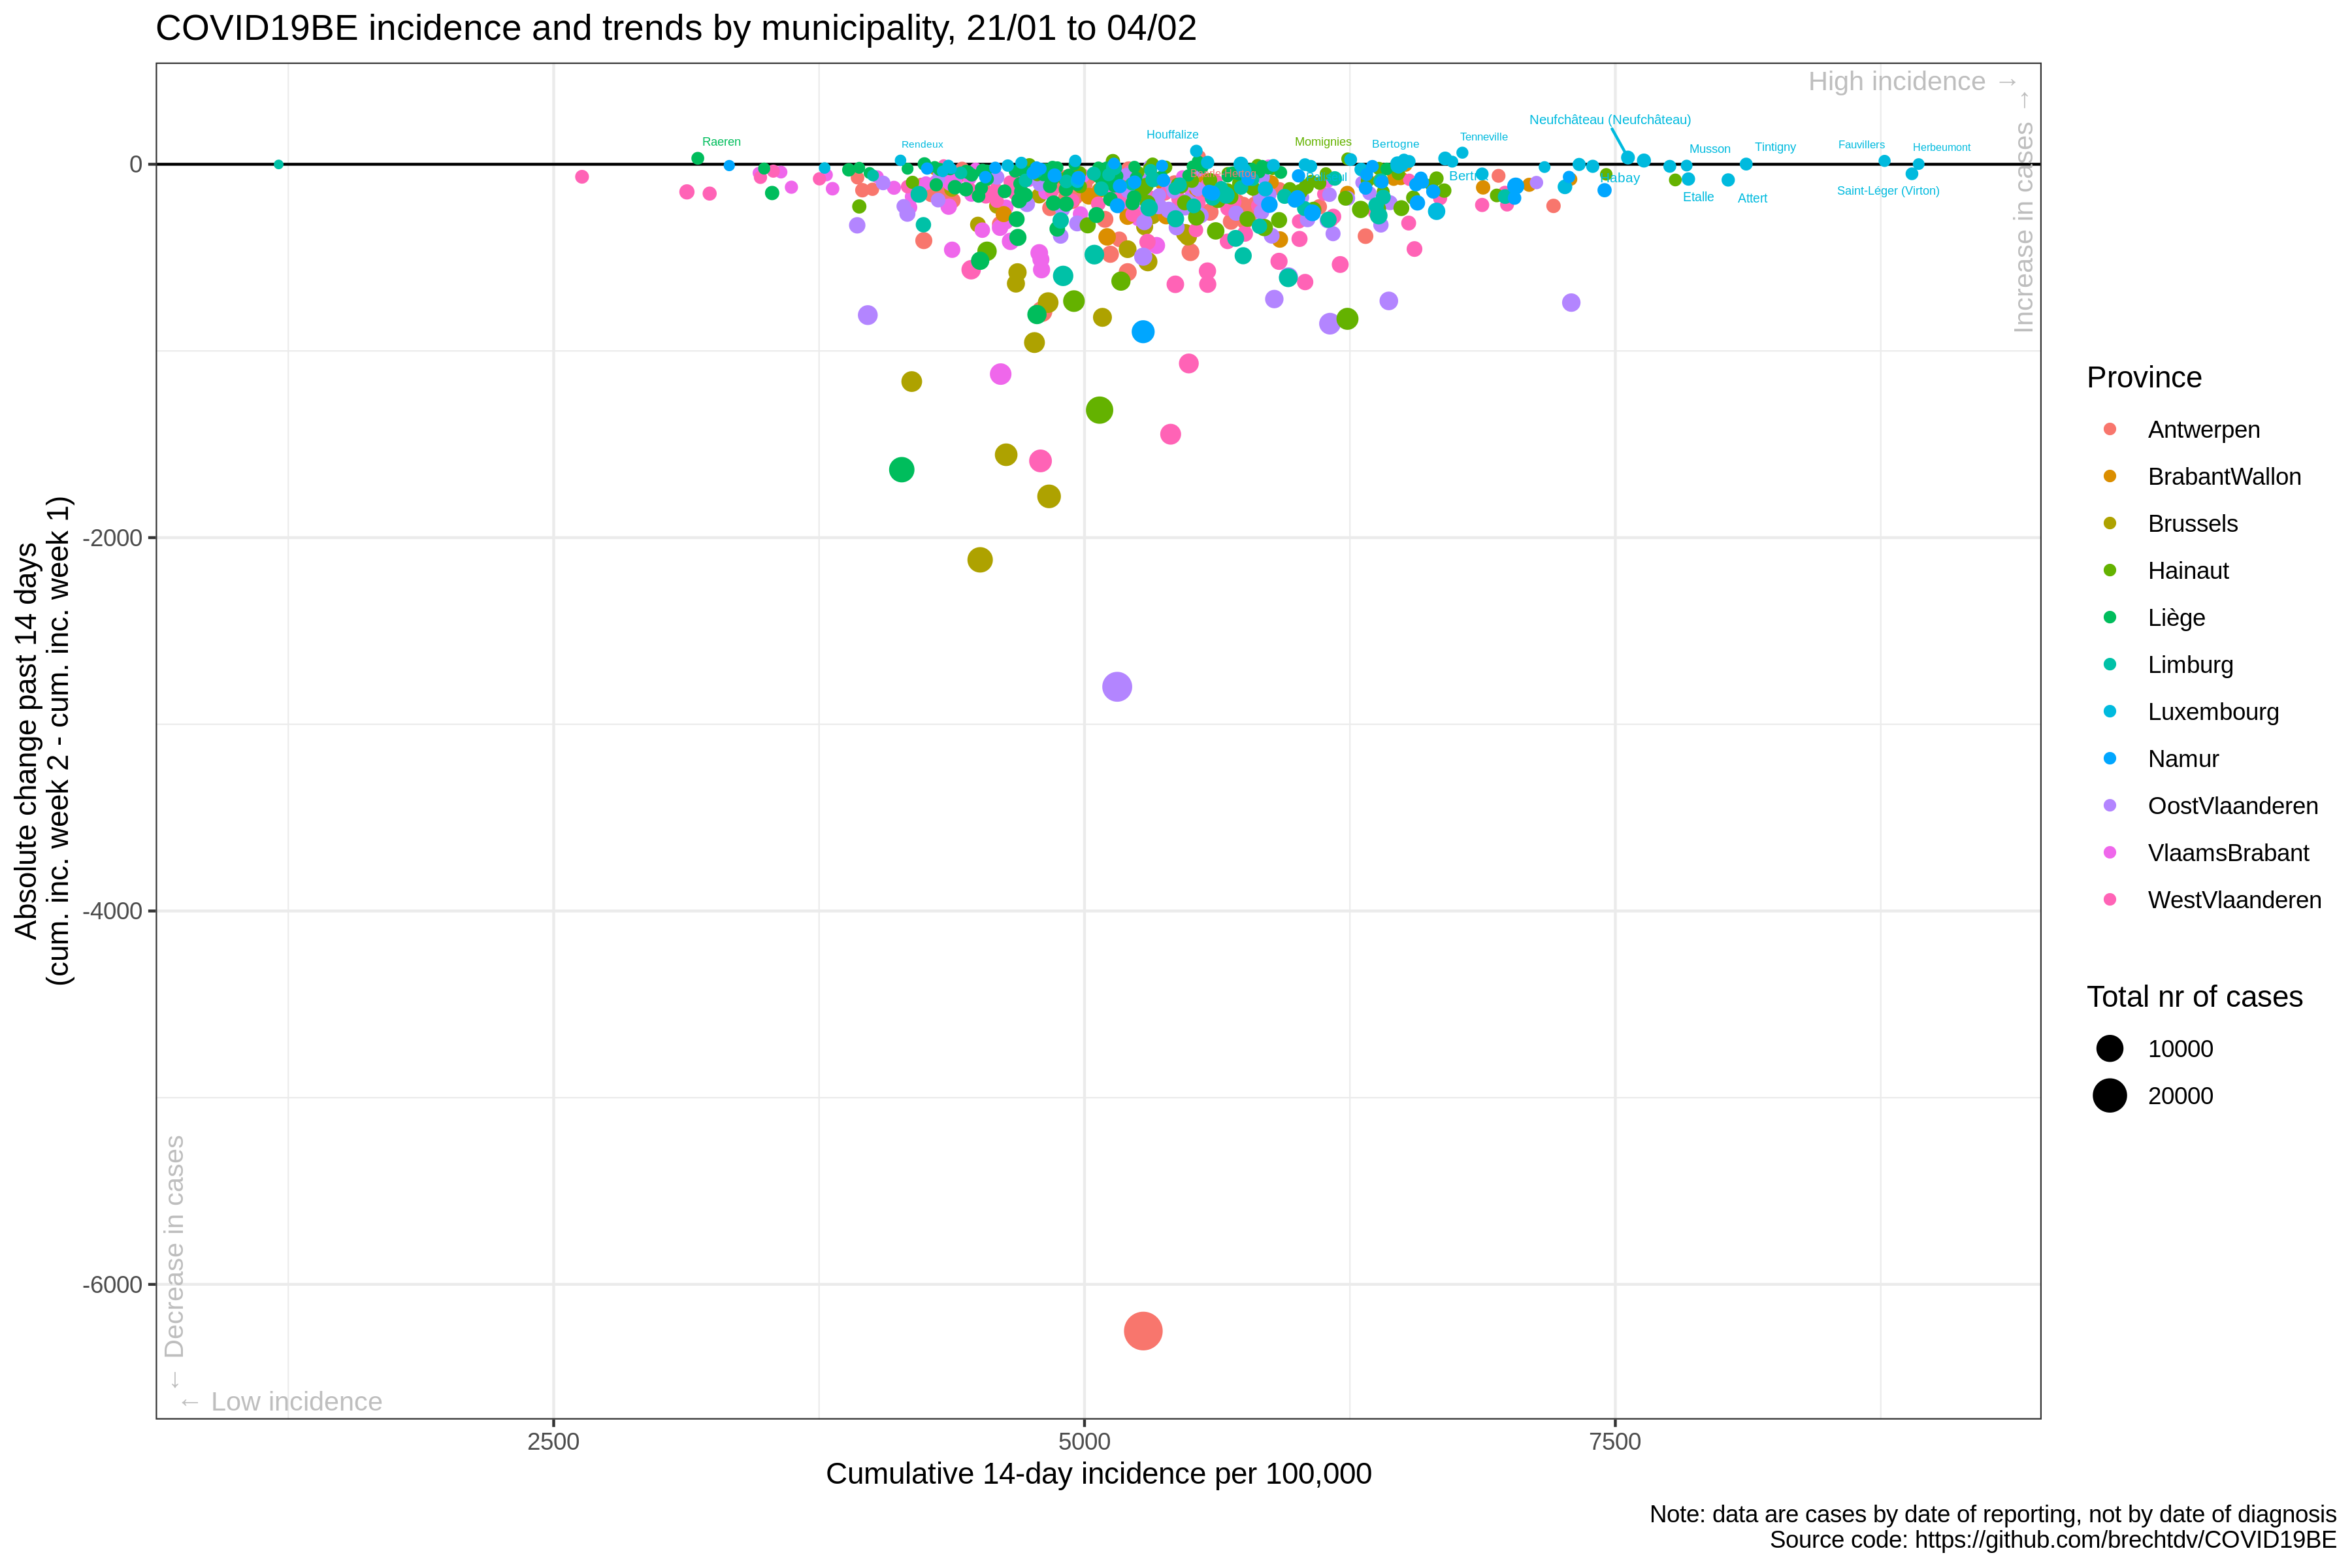 COVID19BE incidence and trends by municipality, 21/01 to 04/02
High incidence →
Increase in cases →
Neufchâteau (Neufchâteau)
Raeren
Rendeux
Houffalize
Momignies
Bertogne
Tenneville
Musson
Tintigny
Fauvillers
Herbeumont
Habay
Saint-Léger (Virton)
Etalle
Attert
0
-2000
-4000
-6000
Absolute change past 14 days
(cum. inc. week 2 - cum. inc. week 1)
← Decrease in cases
← Low incidence
2500
5000
7500
Cumulative 14-day incidence per 100,000
Province
Antwerpen
BrabantWallon
Brussels
Hainaut
Liège
Limburg
Luxembourg
Namur
OostVlaanderen
VlaamsBrabant
WestVlaanderen
Total nr of cases
10000
20000
Note: data are cases by date of reporting, not by date of diagnosis
Source code: https://github.com/brechtdv/COVID19BE